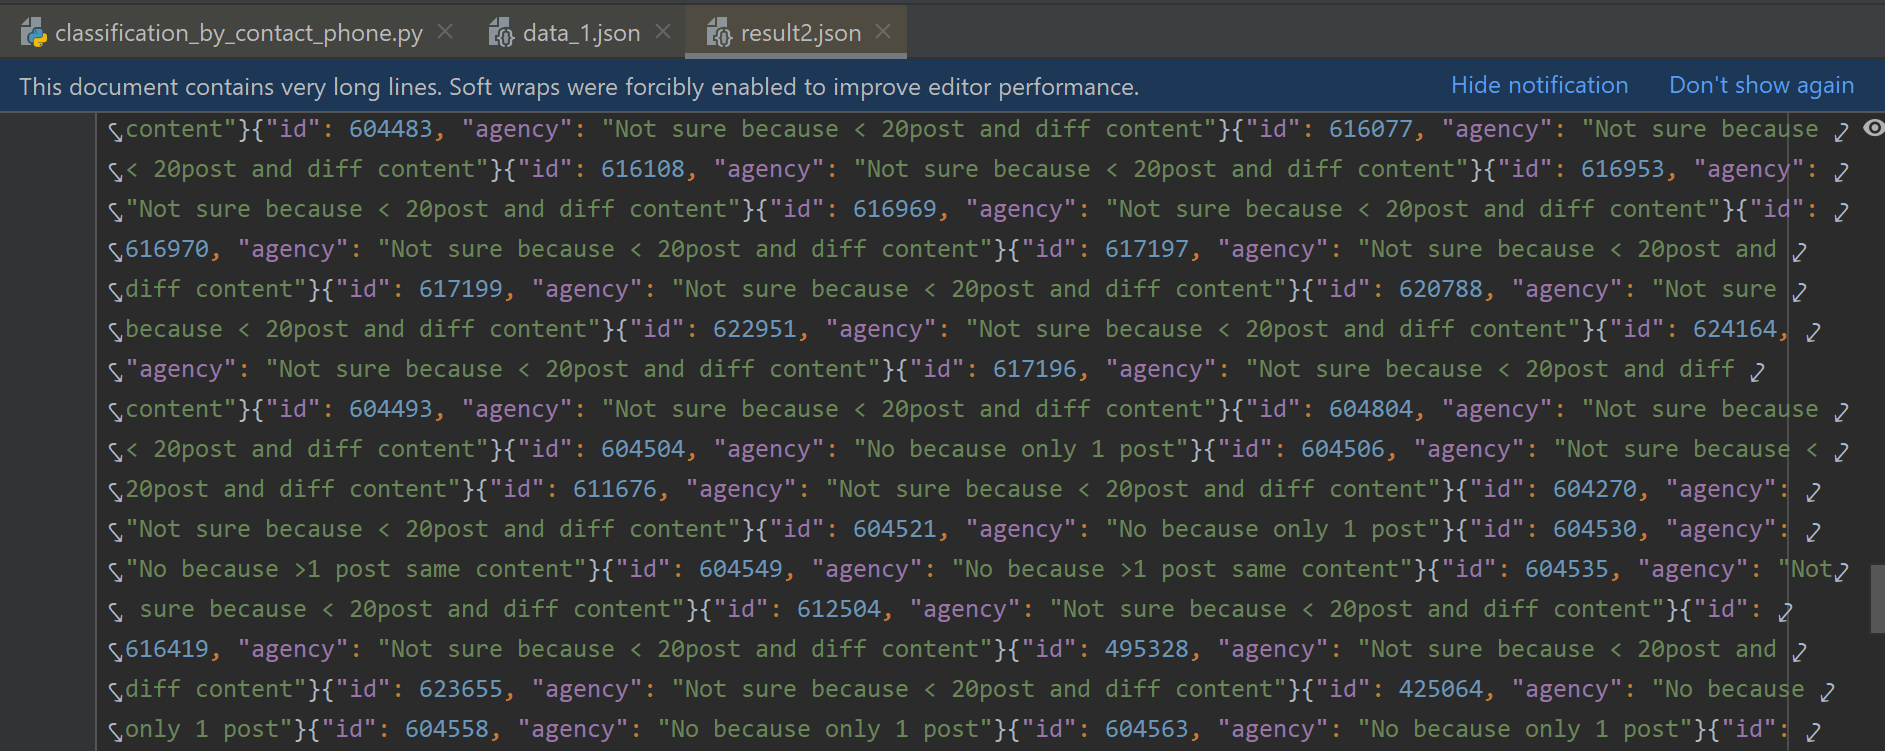 classification_by_contact_phone.py data_1.json result2.json
This document contains very long lines. Soft wraps were forcibly enabled to improve editor performance. Hide notification Don't show again
content"}{"id": 604483, "agency": "Not sure because < 20post and diff content"}{"id": 616077, "agency": "Not sure because
< 20post and diff content"}{"id": 616108, "agency": "Not sure because < 20post and diff content"}{"id": 616953, "agency":
"Not sure because < 20post and diff content"}{"id": 616969, "agency": "Not sure because < 20post and diff content"}{"id":
616970, "agency": "Not sure because < 20post and diff content"}{"id": 617197, "agency": "Not sure because < 20post and
diff content"}{"id": 617199, "agency": "Not sure because < 20post and diff content"}{"id": 620788, "agency": "Not sure
because < 20post and diff content"}{"id": 622951, "agency": "Not sure because < 20post and diff content"}{"id": 624164,
"agency": "Not sure because < 20post and diff content"}{"id": 617196, "agency": "Not sure because < 20post and diff
content"}{"id": 604493, "agency": "Not sure because < 20post and diff content"}{"id": 604804, "agency": "Not sure because
< 20post and diff content"}{"id": 604504, "agency": "No because only 1 post"}{"id": 604506, "agency": "Not sure because <
20post and diff content"}{"id": 611676, "agency": "Not sure because < 20post and diff content"}{"id": 604270, "agency":
"Not sure because < 20post and diff content"}{"id": 604521, "agency": "No because only 1 post"}{"id": 604530, "agency":
"No because >1 post same content"}{"id": 604549, "agency": "No because >1 post same content"}{"id": 604535, "agency": "Not
sure because < 20post and diff content"}{"id": 612504, "agency": "Not sure because < 20post and diff content"}{"id":
616419, "agency": "Not sure because < 20post and diff content"}{"id": 495328, "agency": "Not sure because < 20post and
diff content"}{"id": 623655, "agency": "Not sure because < 20post and diff content"}{"id": 425064, "agency": "No because
only 1 post"}{"id": 604558, "agency": "No because only 1 post"}{"id": 604563, "agency": "No because only 1 post"}{"id":